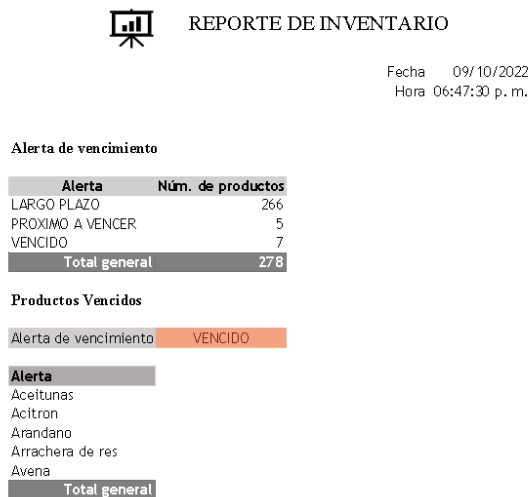 REPORTE DE INVENTARIO
Fecha 09/10/2022
Hora 06:47:30 p. m.
Alerta de vencimiento
Alerta Núm. de productos
LARGO PLAZO 266
PROXIMO A VENCER 5
VENCIDO 7
Total general 278
Productos Vencidos
Alerta de vencimiento VENCIDO
Alerta
Aceitunas
Acitron
Arandano
Arrachera de res
Avena
Total general